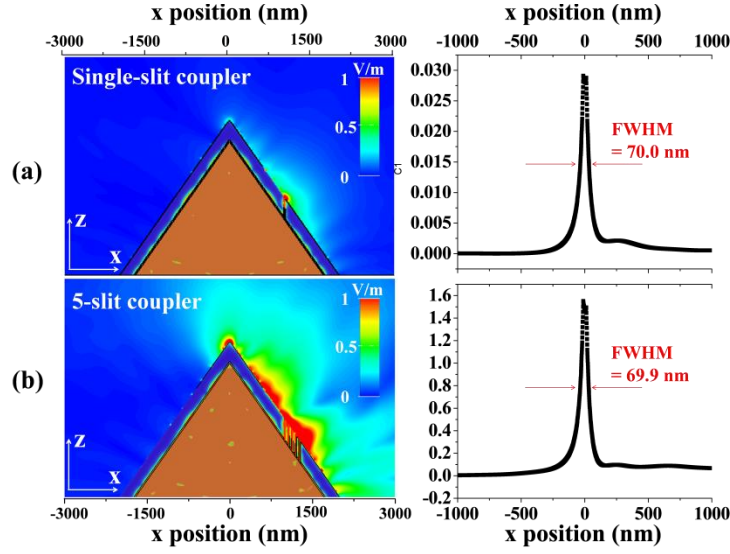 x position (nm)
x position (nm)
-3000 -1500 0 1500 3000
-1000 -500 0 500 1000
(a)
Single-slit coupler
V/m
1
0.5
0
z
x
C1
0.030
0.025
0.020
0.015
0.010
0.005
0.000
FWHM
= 70.0 nm
(b)
5-slit coupler
V/m
1
0.5
0
z
x
1.6
1.4
1.2
1.0
0.8
0.6
0.4
0.2
0.0
-0.2
FWHM
= 69.9 nm
-3000 -1500 0 1500 3000
-1000 -500 0 500 1000
x position (nm)
x position (nm)